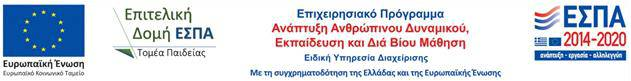 Ευρωπαϊκή Ένωση
Ευρωπαϊκό Κοινωνικό Ταμείο
Επιτελική
Δομή ΕΣΠΑ
Τομέα Παιδείας
Επιχειρησιακό Πρόγραμμα
Ανάπτυξη Ανθρώπινου Δυναμικού,
Εκπαίδευση και Διά Βίου Μάθηση
Ειδική Υπηρεσία Διαχείρισης
Με τη συγχρηματοδότηση της Ελλάδας και της Ευρωπαϊκής Ένωσης
ΕΣΠΑ
2014-2020
ανάπτυξη - εργασία - αλληλεγγύη